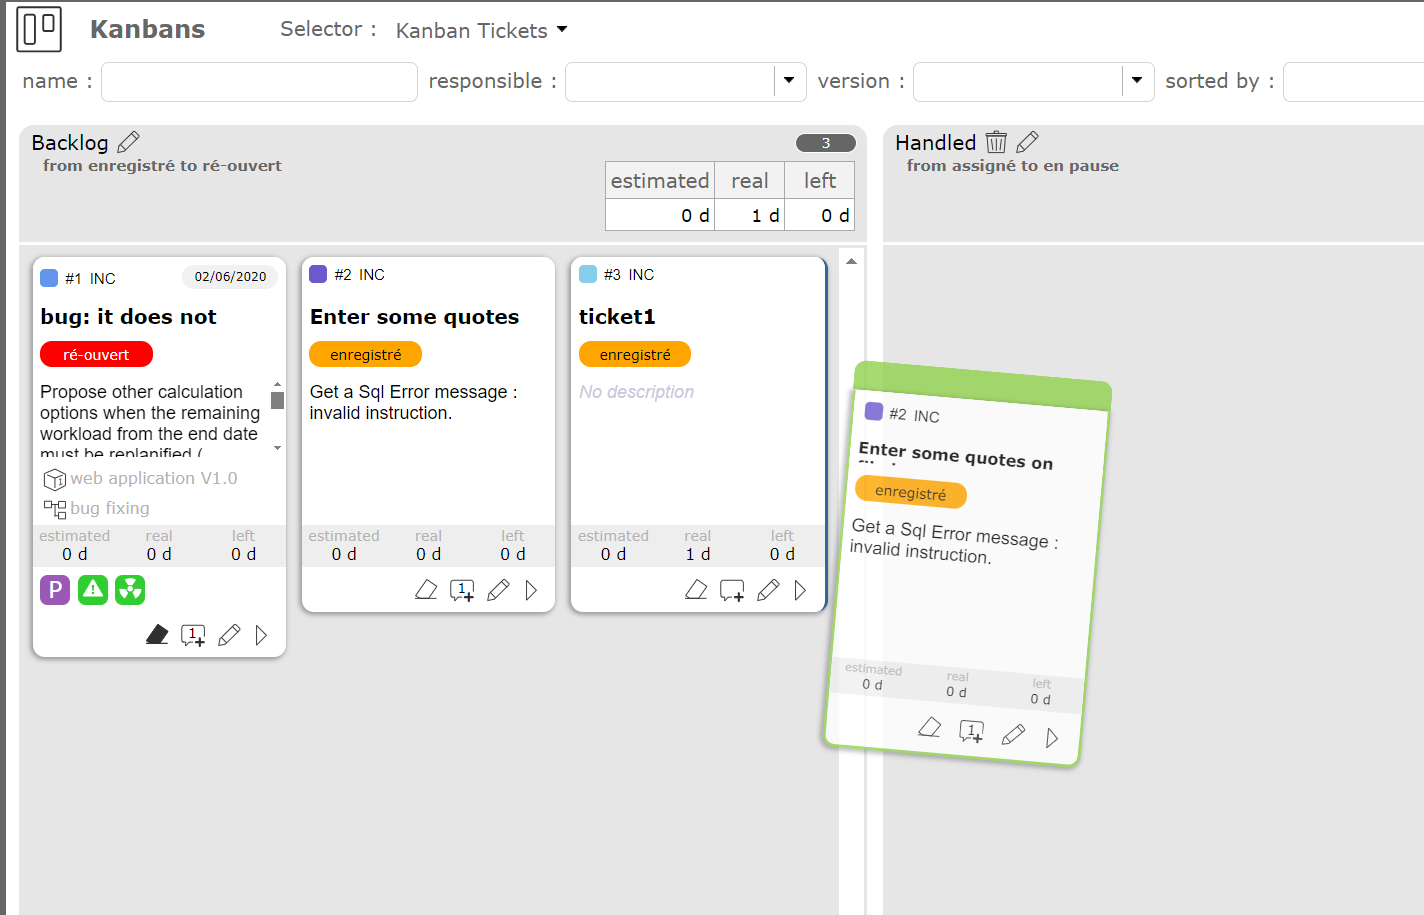 Kanbans
Selector : Kanban Tickets
name : responsible : version : sorted by :
Backlog
3
from enregistré to ré-ouvert
estimated real left
0 d 1 d 0 d
Handled
from assigné to en pause
#1 INC 02/06/2020
bug: it does not
ré-ouvert
Propose other calculation
options when the remaining
workload from the end date
must be replanified (
1 web application V1.0
bug fixing
estimated real left
0 d 0 d 0 d
P
1
#2 INC
Enter some quotes
enregistré
Get a Sql Error message :
invalid instruction.
estimated real left
0 d 0 d 0 d
1
#3 INC
ticket1
enregistré
No description
estimated real left
0 d 1 d 0 d
#2 INC
Enter some quotes on
enregistré
Get a Sql Error message :
invalid instruction.
estimated real left
0 d 0 d 0 d
1